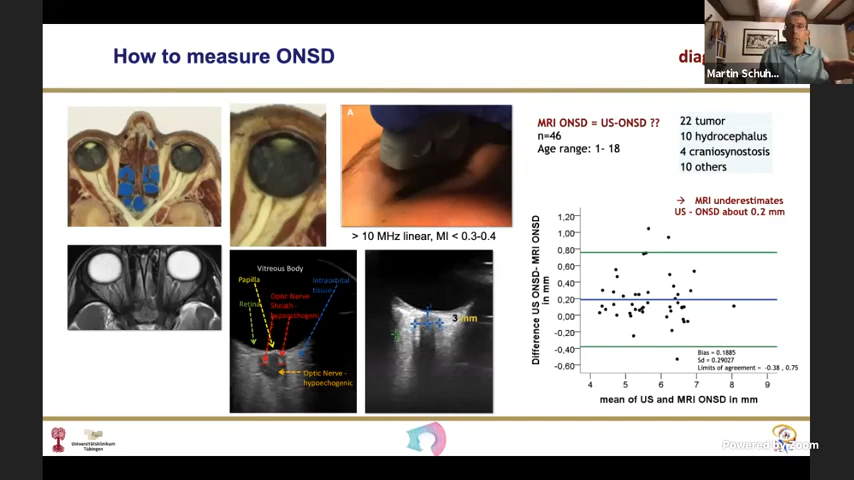 How to measure ONSD
diag
Martin Schuh...
A
> 10 MHz linear, MI < 0.3-0.4
Vitreous Body
Papilla
Intraorbital
tissue
Optic Nerve
Sheath -
hypoechogenic
Retina
Optic Nerve -
hypoechogenic
3 mm
MRI ONSD = US-ONSD ??
n=46
Age range: 1- 18
22 tumor
10 hydrocephalus
4 craniosynostosis
10 others
→ MRI underestimates
US - ONSD about 0.2 mm
Difference US ONSD- MRI ONSD
in mm
1,20
1,00
0,80
0,60
0,40
0,20
0,00
-0,20
-0,40
-0,60
Bias = 0.1885
Sd = 0.29027
Limits of agreement = -0.38 , 0.75
4 5 6 7 8 9
mean of US and MRI ONSD in mm
Universitätsklinikum
Tübingen
Powered by Zoom